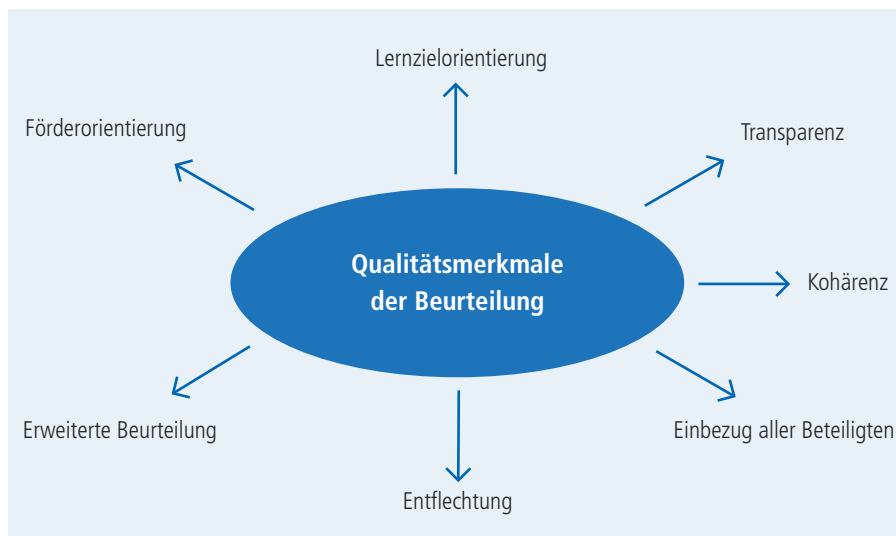 Lernzielorientierung
Förderorientierung
Transparenz
Qualitätsmerkmale
der Beurteilung
Kohärenz
Erweiterte Beurteilung
Einbezug aller Beteiligten
Entflechtung